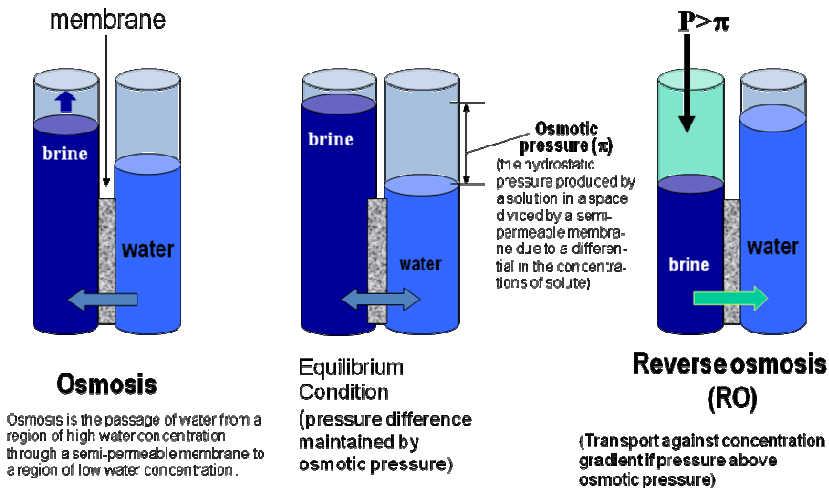 membrane
brine
water
Osmosis
Osmosis is the passage of water from a
region of high water concentration
through a semi-permeable membrane to
a region of low water concentration.
brine
water
Osmotic
pressure (π)
(the hydrostatic
pressure produced by
a solution in a space
divided by a semi-
permeable membra-
ne due to a differen-
tial in the concentra-
tions of solute)
Equilibrium
Condition
(pressure difference
maintained by
osmotic pressure)
P>π
brine
water
Reverse osmosis
(RO)
(Transport against concentration
gradient if pressure above
osmotic pressure)